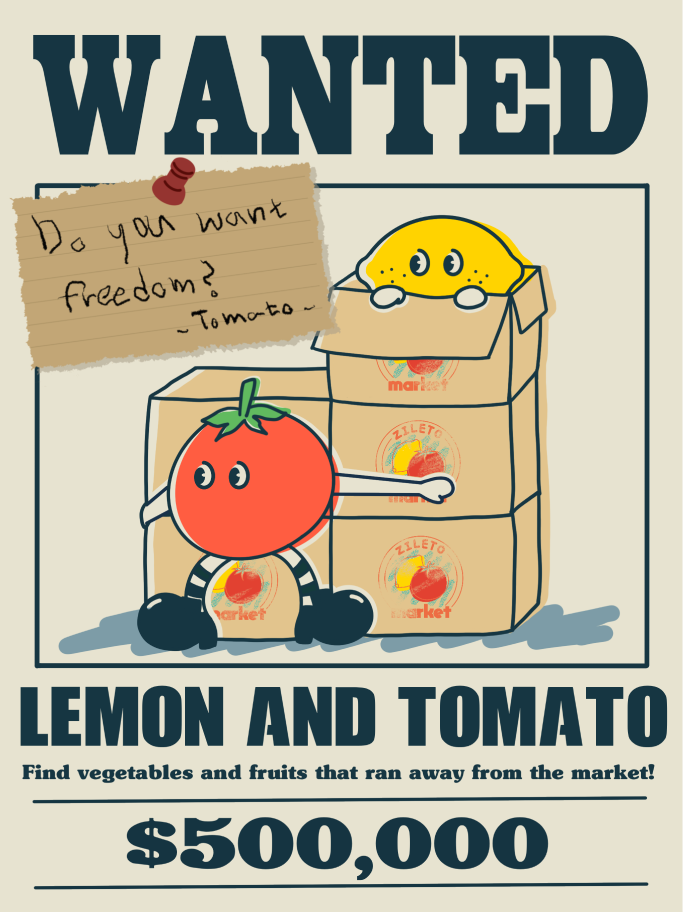 WANTED
Do you want
freedom?
~Tomato~
market
ZILETO
market
ZILETO
market
market
LEMON AND TOMATO
Find vegetables and fruits that ran away from the market!
$500,000